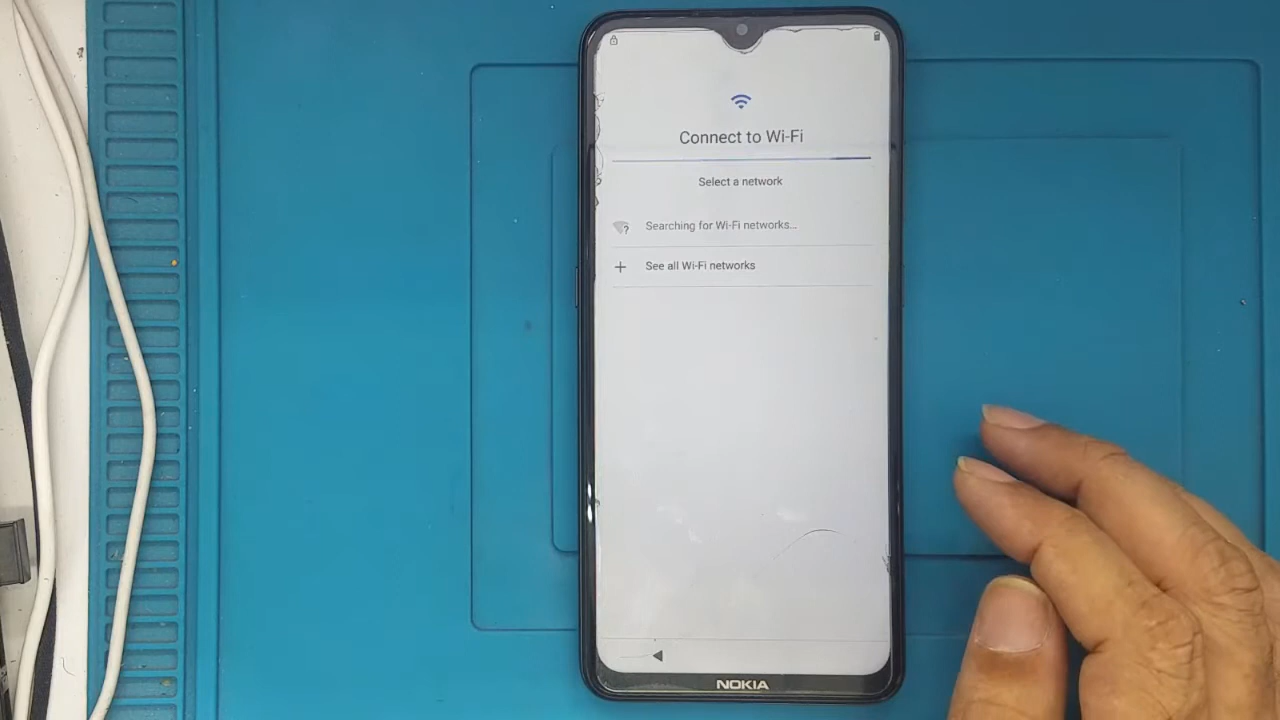 Connect to Wi-Fi
Select a network
Searching for Wi-Fi networks...
See all Wi-Fi networks
NOKIA